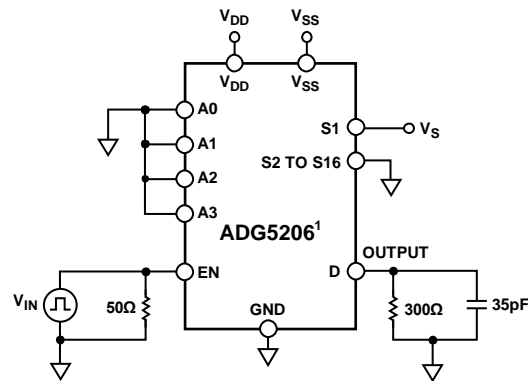 VDD
VSS
VDD
VSS
A0
A1
A2
A3
S1
VS
S2 TO S16
ADG5206¹
OUTPUT
EN
D
VIN
50Ω
GND
300Ω
35pF